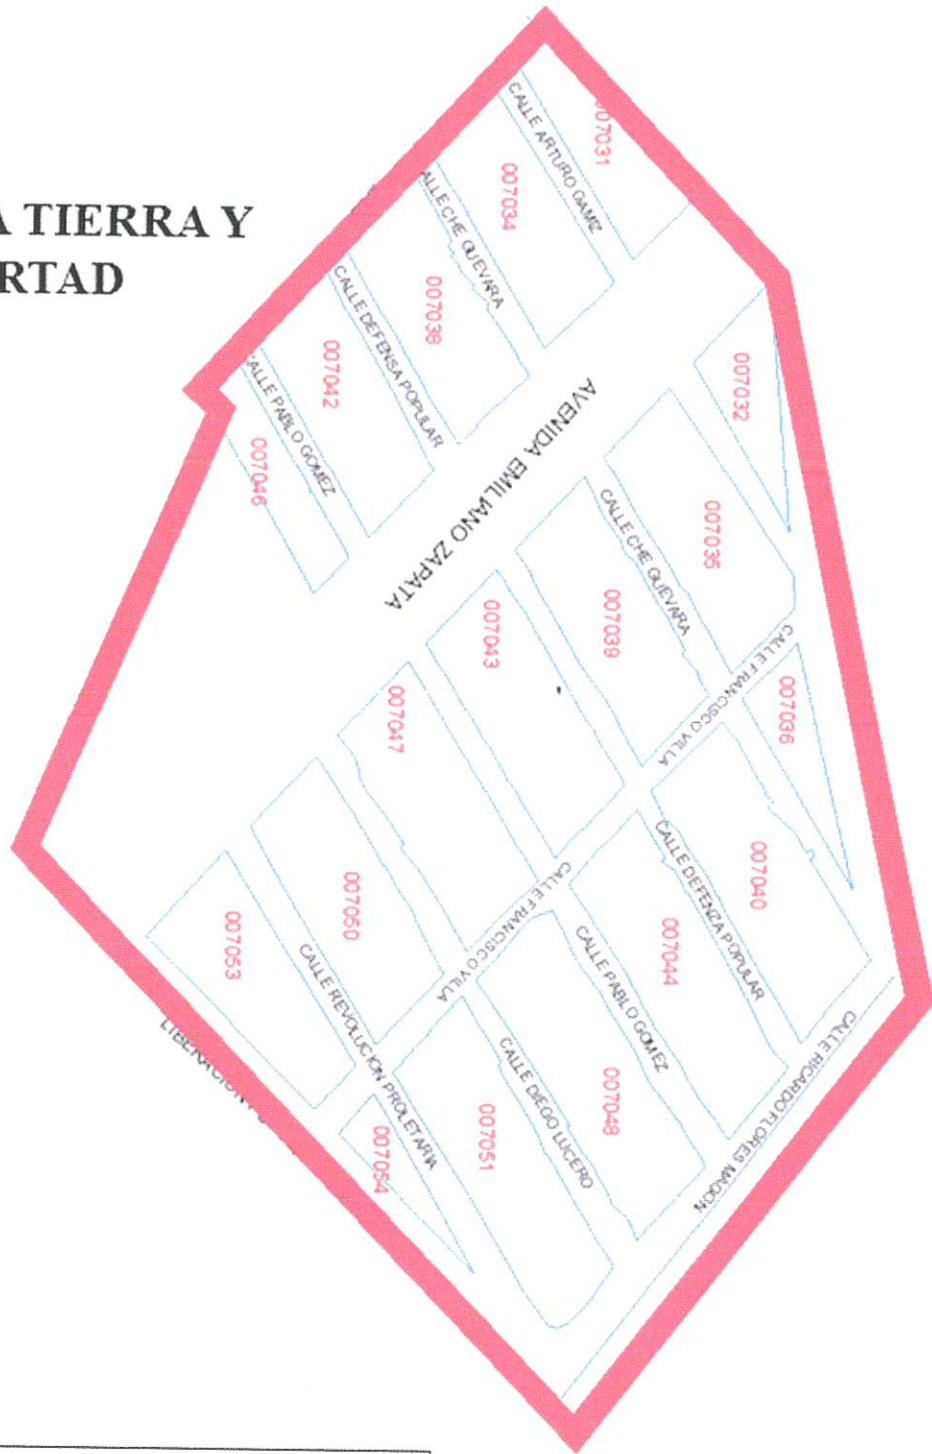 A TIERRA Y
RTAD
007031
CALLE ARTURO GAMIZ
007034
ALLE CHE GUEVARA
007038
CALLE DEFENSA POPULAR
007042
CALLE PABLO GOMEZ
007046
AVENIDA EMILIANO ZAPATA
007032
007035
CALLE CHE GUEVARA
007039
007043
007047
CALLE FRANCISCO VILLA
007036
007040
CALLE DEFENZA POPULAR
007044
CALLE PABLO GOMEZ
007048
CALLE FRANCISCO VILLA
007050
007053
CALLE REVOLUCION PROLETARIA
CALLE DIEGO LUCERO
007051
007054
CALLE RICARDO FLORES MAGON